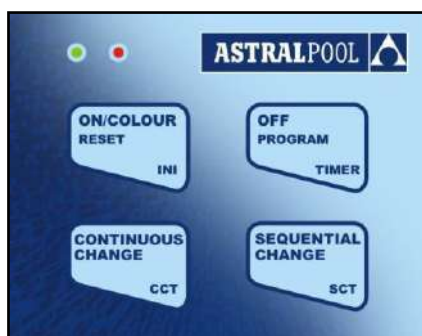 ASTRALPOOL
ON/COLOUR
RESET
INI
OFF
PROGRAM
TIMER
CONTINUOUS
CHANGE
CCT
SEQUENTIAL
CHANGE
SCT